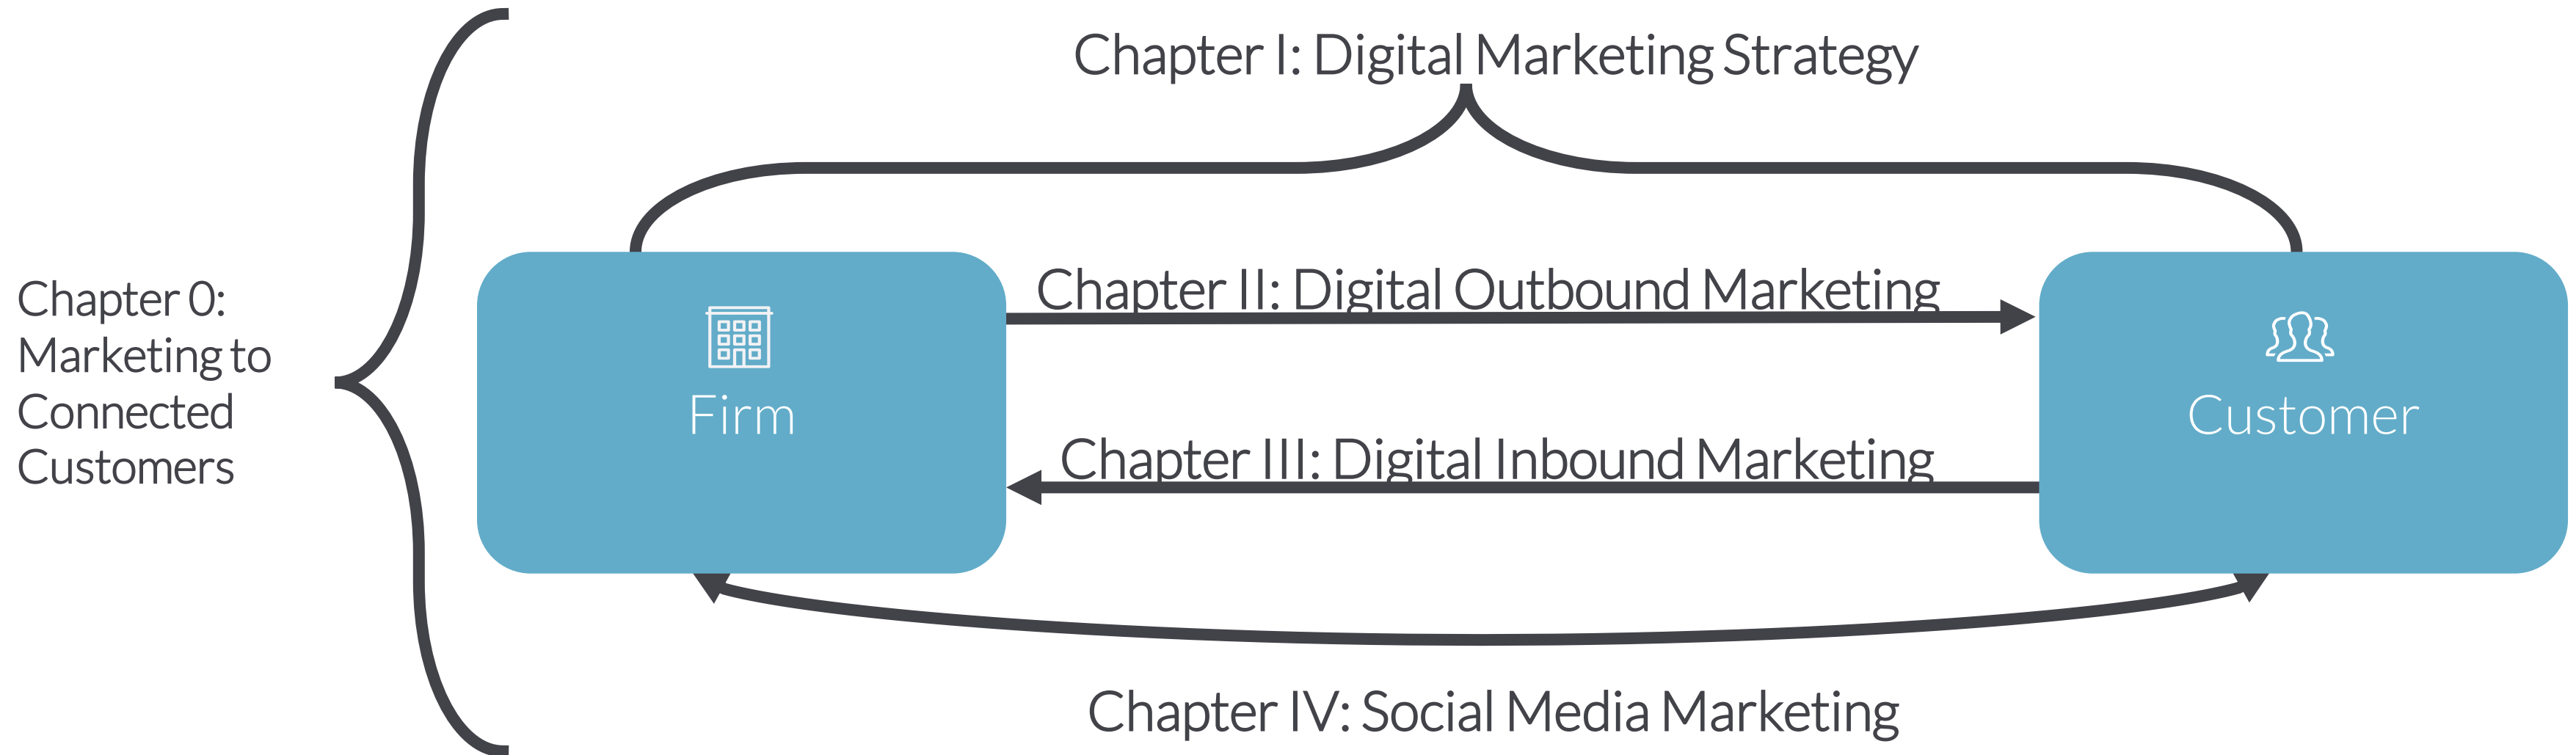 Chapter I: Digital Marketing Strategy
Chapter 0:
Marketing to
Connected
Customers
Chapter II: Digital Outbound Marketing
Firm
Customer
Chapter III: Digital Inbound Marketing
Chapter IV: Social Media Marketing